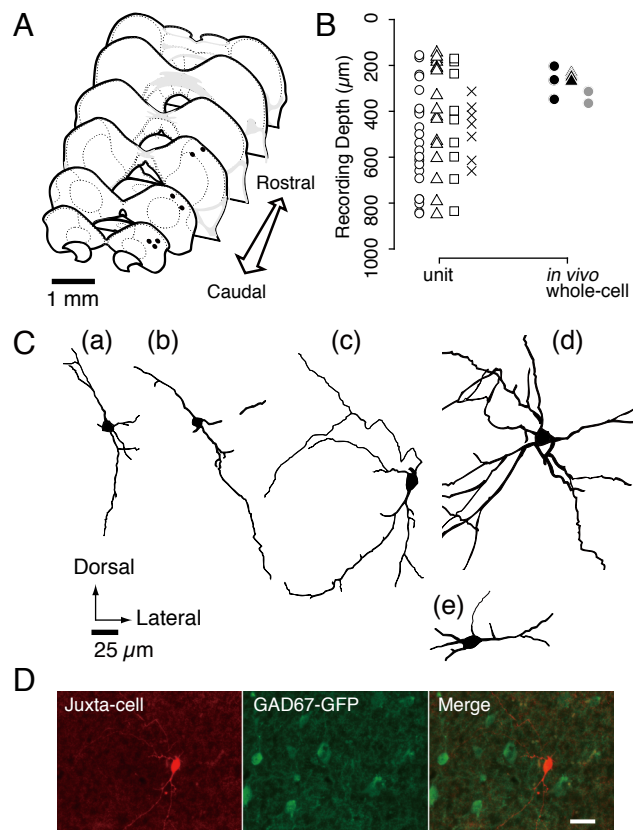 A
Rostral
Caudal
1 mm
B
Recording Depth (µm)
0
200
400
600
800
1000
unit
in vivo
whole-cell
C
(a)
(b)
(c)
(d)
(e)
Dorsal
Lateral
25 µm
D
Juxta-cell
GAD67-GFP
Merge